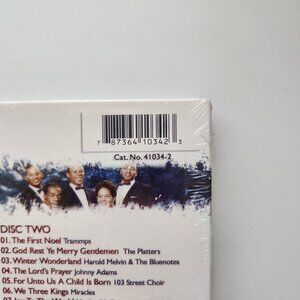 7 87364 10342 3
Cat. No. 41034-2
DISC TWO
01. The First Noel Trammps
02. God Rest Ye Merry Gentlemen The Platters
03. Winter Wonderland Harold Melvin & The Bluenotes
04. The Lord's Prayer Johnny Adams
05. For Unto Us A Child Is Born 103 Street Choir
06. We Three Kings Miracles